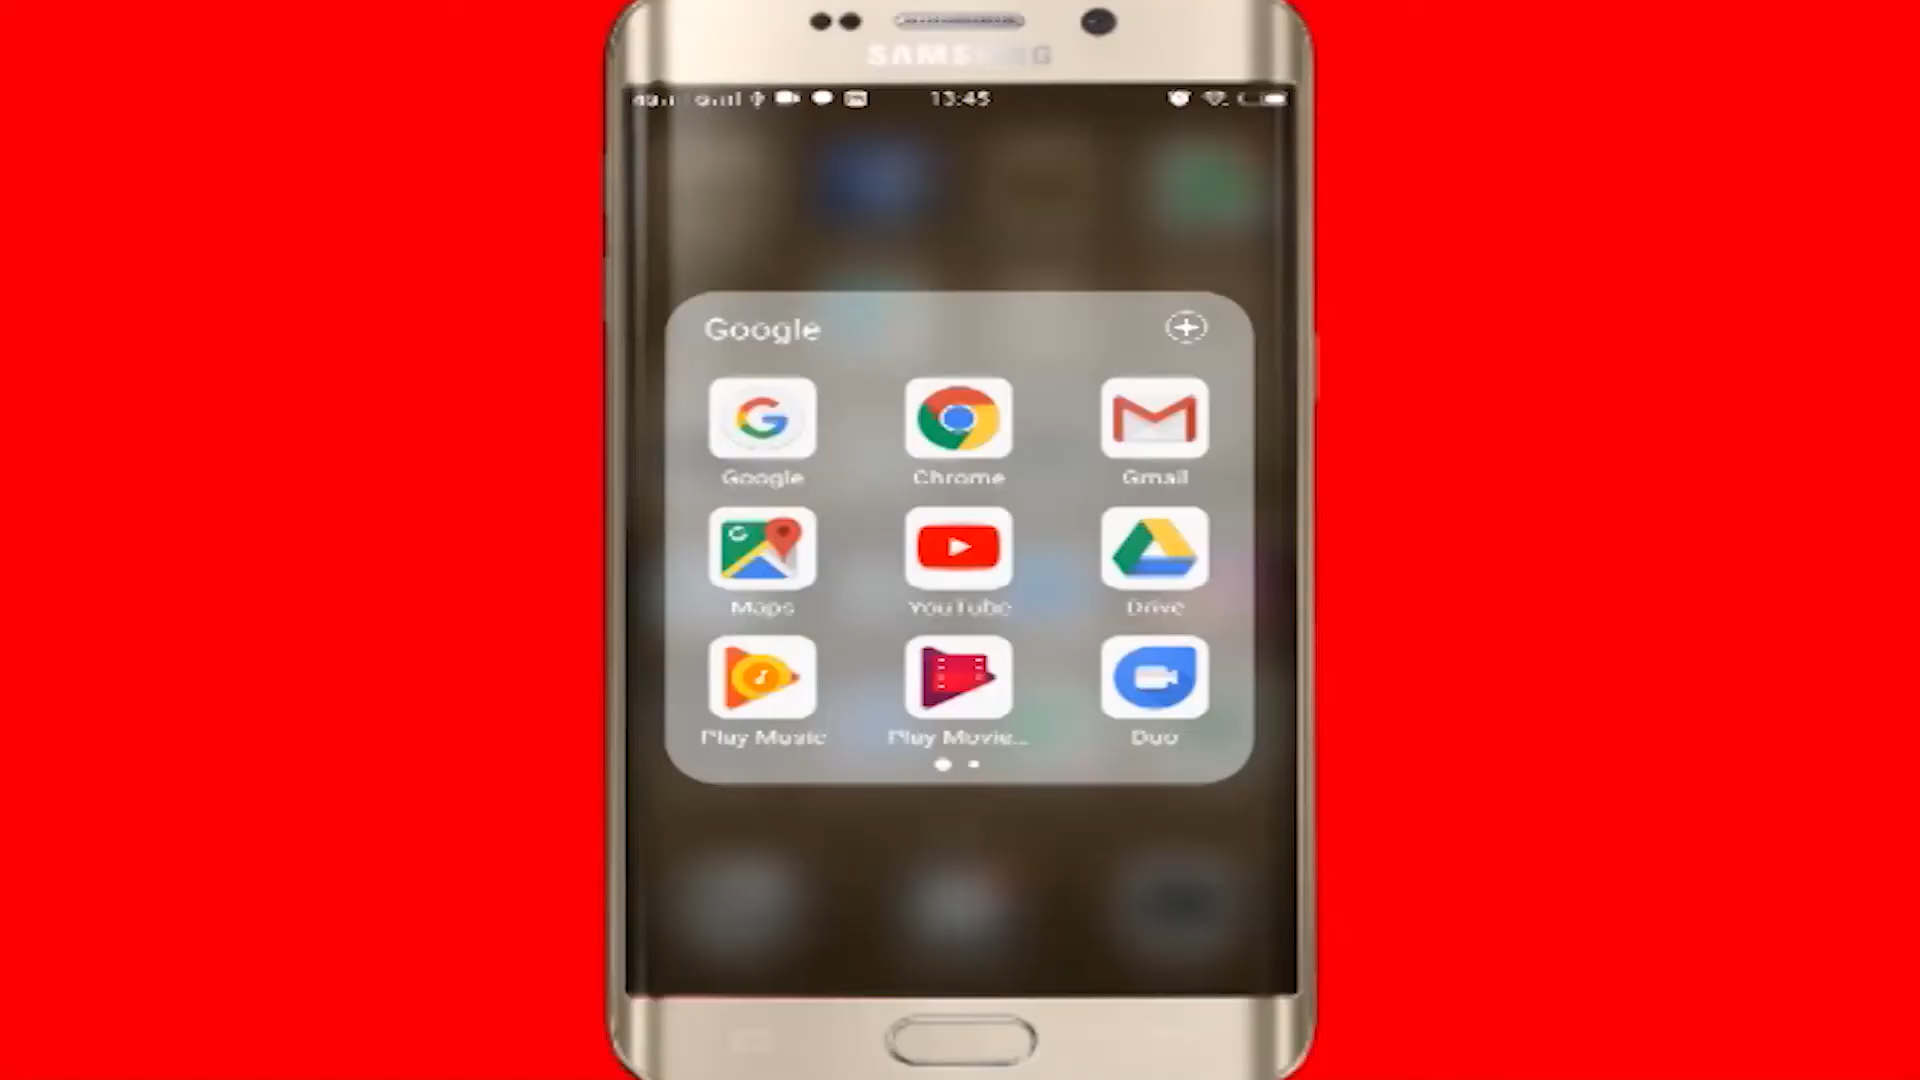 SAMSUNG
13:45
Google
Google Chrome Gmail
Maps YouTube Drive
Play Music Play Movie... Duo